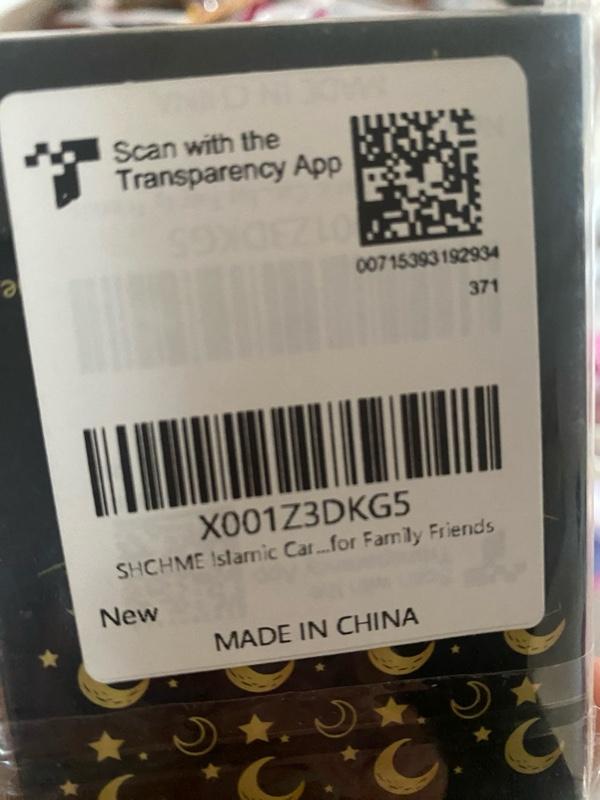 Scan with the
Transparency App
00715393192934
371
X001Z3DKG5
SHCHME Islamic Car...for Family Friends
New
MADE IN CHINA